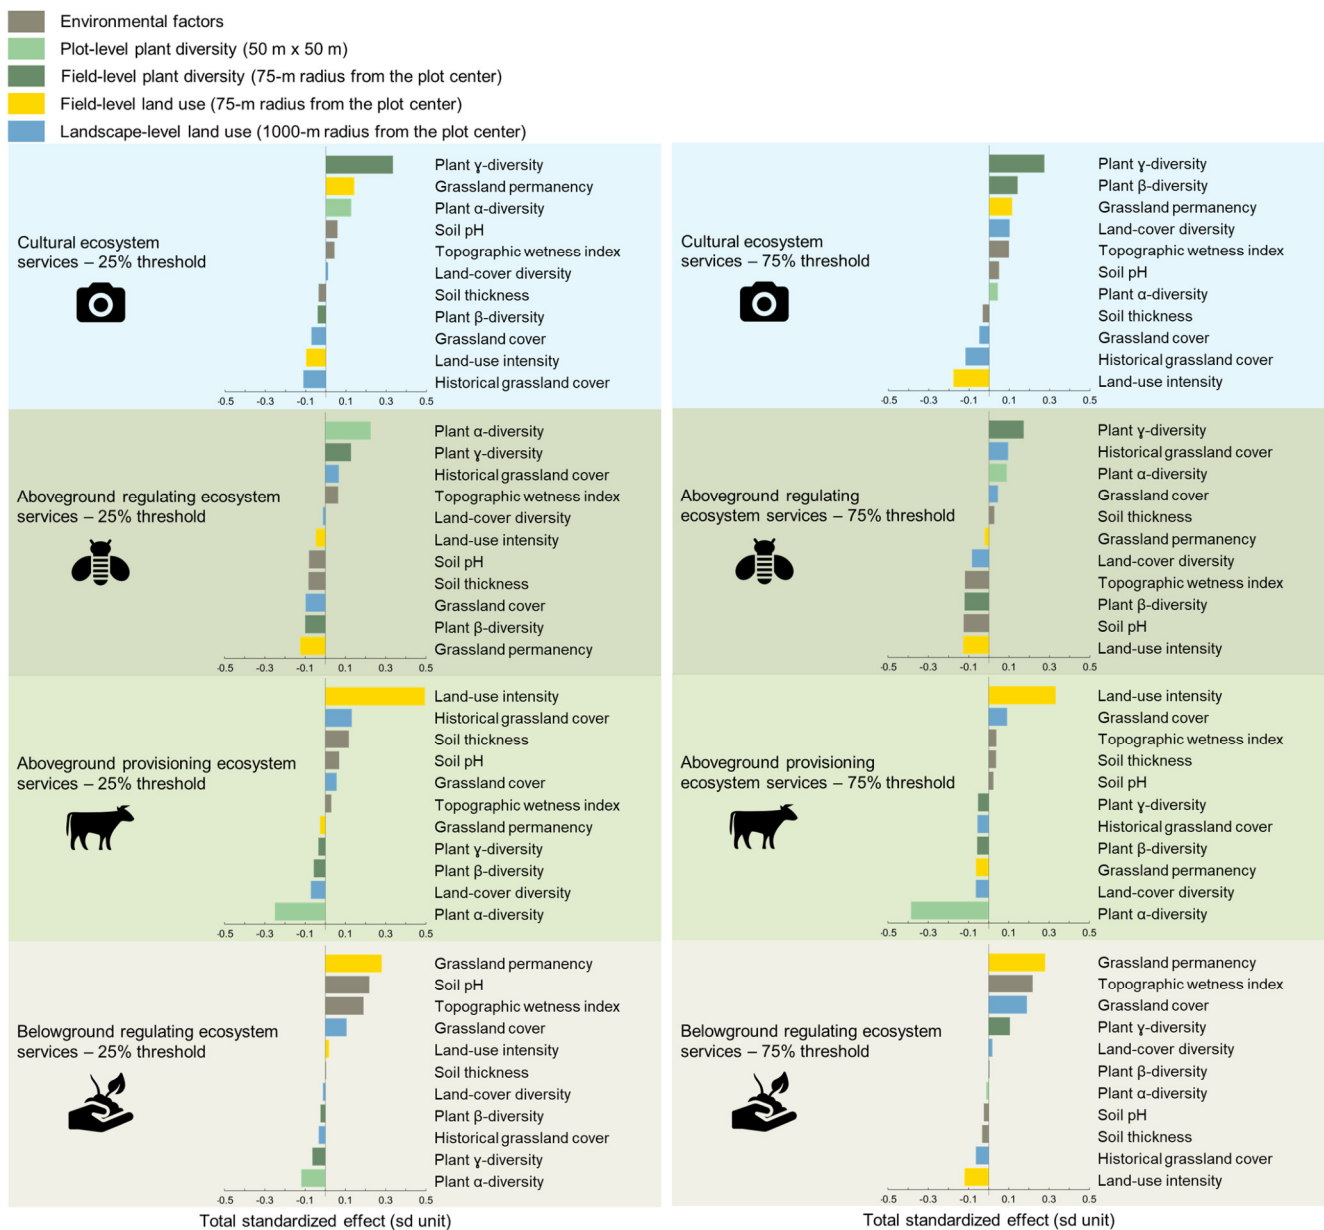 Environmental factors
Plot-level plant diversity (50 m x 50 m)
Field-level plant diversity (75-m radius from the plot center)
Field-level land use (75-m radius from the plot center)
Landscape-level land use (1000-m radius from the plot center)
Cultural ecosystem
services – 25% threshold
Plant ɣ-diversity
Grassland permanency
Plant α-diversity
Soil pH
Topographic wetness index
Land-cover diversity
Soil thickness
Plant β-diversity
Grassland cover
Land-use intensity
Historical grassland cover
-0.5 -0.3 -0.1 0.1 0.3 0.5
Cultural ecosystem
services – 75% threshold
Plant ɣ-diversity
Plant β-diversity
Grassland permanency
Land-cover diversity
Topographic wetness index
Soil pH
Plant α-diversity
Soil thickness
Grassland cover
Historical grassland cover
Land-use intensity
-0.5 -0.3 -0.1 0.1 0.3 0.5
Aboveground regulating ecosystem
services – 25% threshold
Plant α-diversity
Plant ɣ-diversity
Historical grassland cover
Topographic wetness index
Land-cover diversity
Land-use intensity
Soil pH
Soil thickness
Grassland cover
Plant β-diversity
Grassland permanency
-0.5 -0.3 -0.1 0.1 0.3 0.5
Aboveground regulating
ecosystem services – 75% threshold
Plant ɣ-diversity
Historical grassland cover
Plant α-diversity
Grassland cover
Soil thickness
Grassland permanency
Land-cover diversity
Topographic wetness index
Plant β-diversity
Soil pH
Land-use intensity
-0.5 -0.3 -0.1 0.1 0.3 0.5
Aboveground provisioning ecosystem
services – 25% threshold
Land-use intensity
Historical grassland cover
Soil thickness
Soil pH
Grassland cover
Topographic wetness index
Grassland permanency
Plant ɣ-diversity
Plant β-diversity
Land-cover diversity
Plant α-diversity
-0.5 -0.3 -0.1 0.1 0.3 0.5
Aboveground provisioning
ecosystem services – 75% threshold
Land-use intensity
Grassland cover
Topographic wetness index
Soil thickness
Soil pH
Plant ɣ-diversity
Historical grassland cover
Plant β-diversity
Grassland permanency
Land-cover diversity
Plant α-diversity
-0.5 -0.3 -0.1 0.1 0.3 0.5
Belowground regulating ecosystem
services – 25% threshold
Grassland permanency
Soil pH
Topographic wetness index
Grassland cover
Land-use intensity
Soil thickness
Land-cover diversity
Plant β-diversity
Historical grassland cover
Plant ɣ-diversity
Plant α-diversity
-0.5 -0.3 -0.1 0.1 0.3 0.5
Total standardized effect (sd unit)
Belowground regulating ecosystem
services – 75% threshold
Grassland permanency
Topographic wetness index
Grassland cover
Plant ɣ-diversity
Land-cover diversity
Plant β-diversity
Plant α-diversity
Soil pH
Soil thickness
Historical grassland cover
Land-use intensity
-0.5 -0.3 -0.1 0.1 0.3 0.5
Total standardized effect (sd unit)